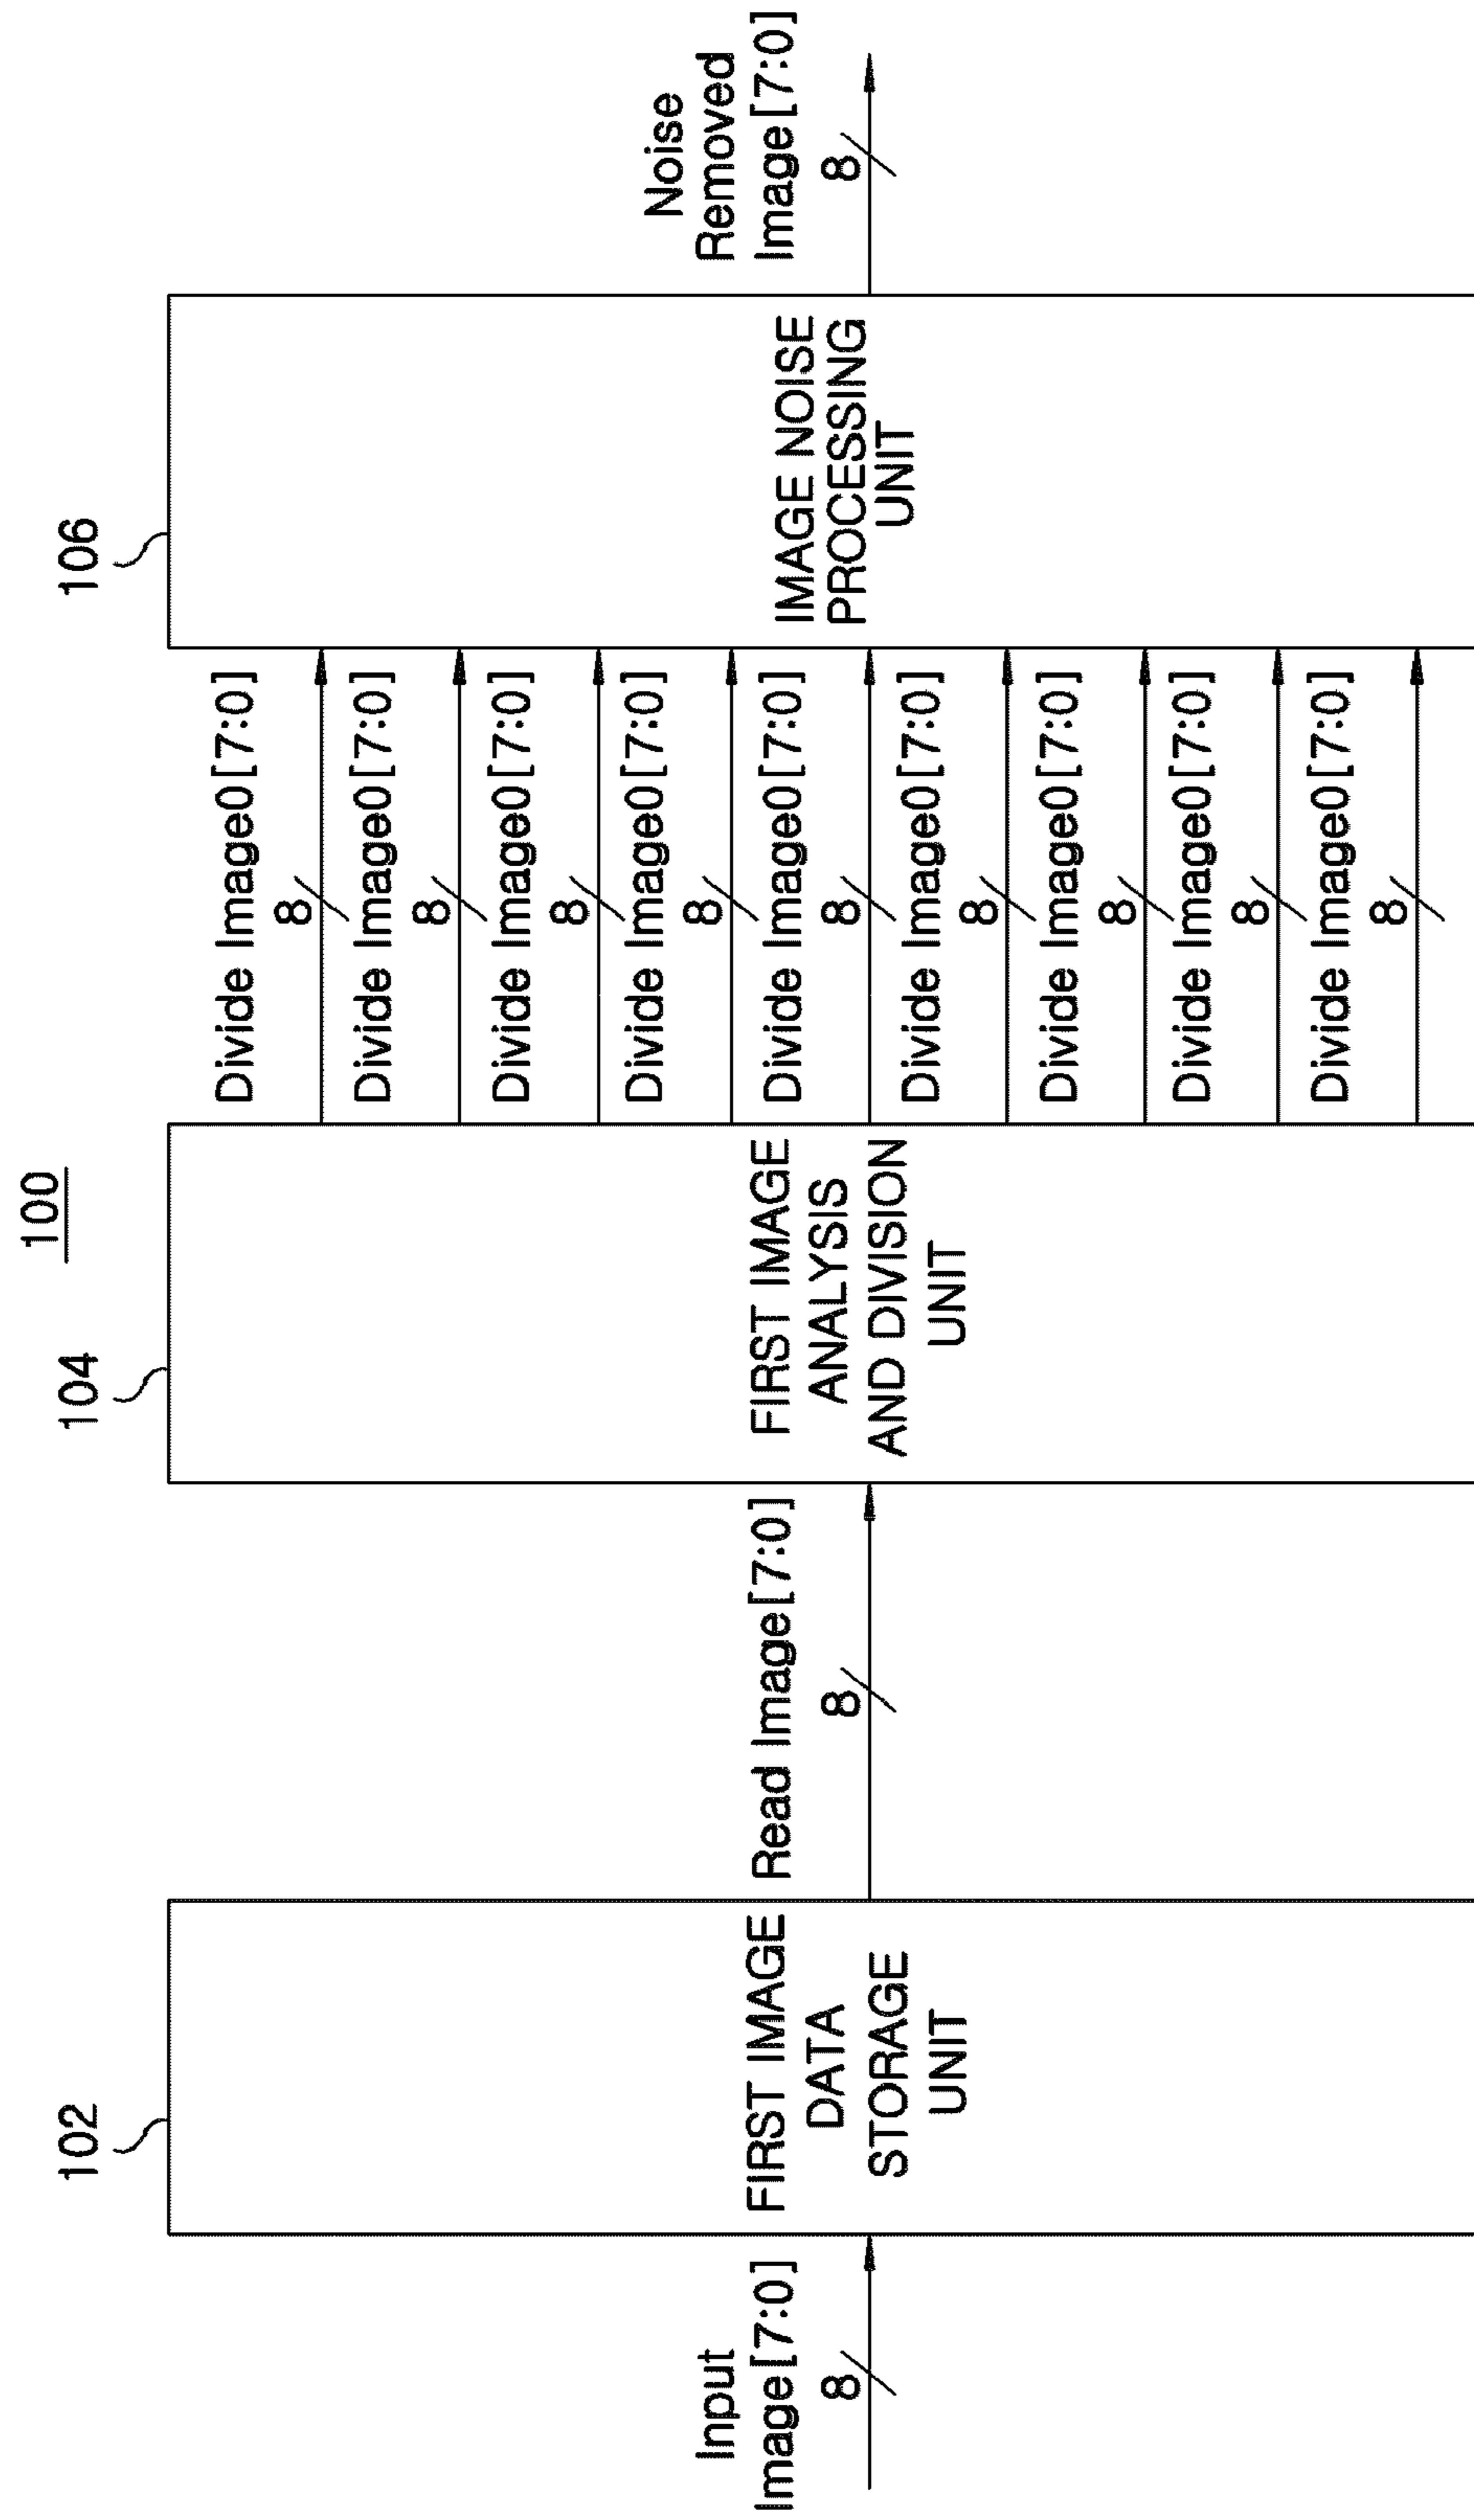 100
102
104
106
Input
Image[7:0]
8
FIRST IMAGE
DATA
STORAGE
UNIT
Read Image[7:0]
8
FIRST IMAGE
ANALYSIS
AND DIVISION
UNIT
Divide Image0[7:0]
8
Divide Image0[7:0]
8
Divide Image0[7:0]
8
Divide Image0[7:0]
8
Divide Image0[7:0]
8
Divide Image0[7:0]
8
Divide Image0[7:0]
8
Divide Image0[7:0]
8
Divide Image0[7:0]
8
IMAGE NOISE
PROCESSING
UNIT
Noise
Removed
Image[7:0]
8